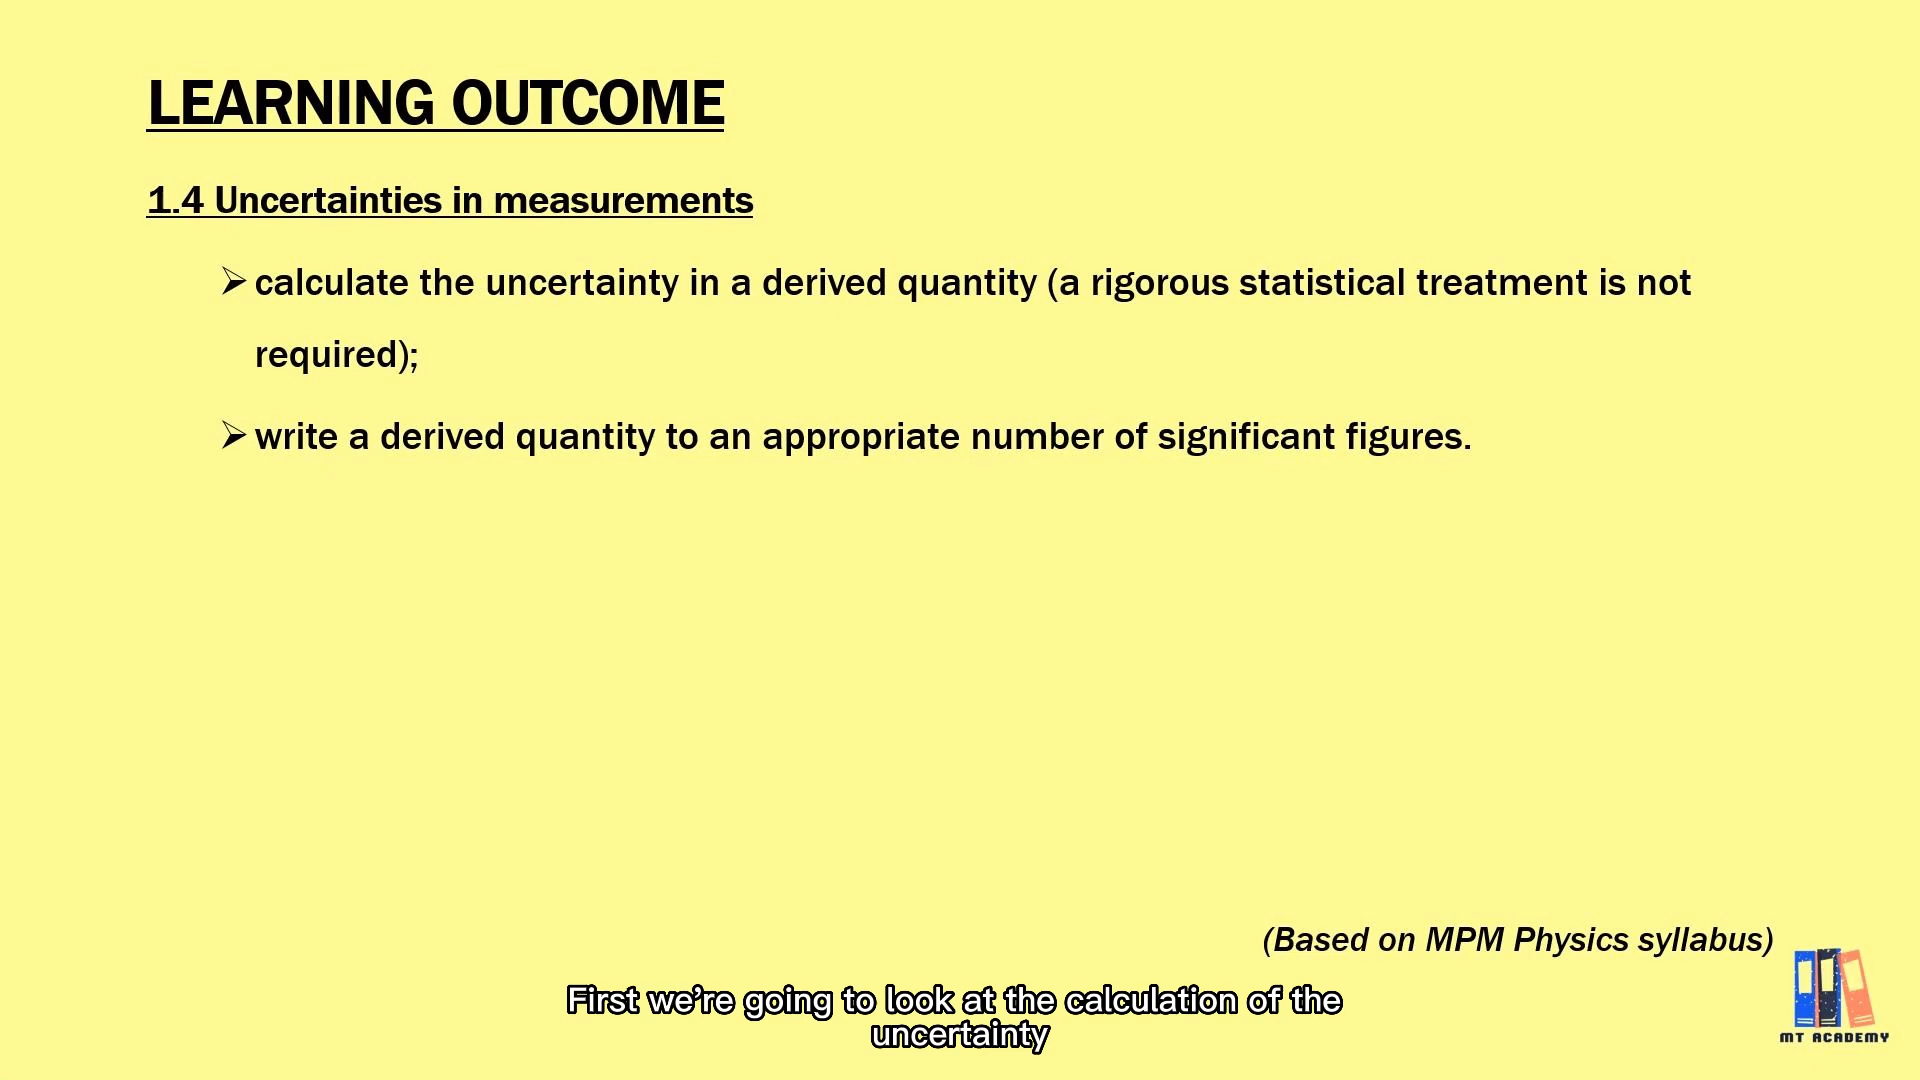 LEARNING OUTCOME
1.4 Uncertainties in measurements
➢ calculate the uncertainty in a derived quantity (a rigorous statistical treatment is not
required);
➢ write a derived quantity to an appropriate number of significant figures.
(Based on MPM Physics syllabus)
First we're going to look at the calculation of the
uncertainty
MT ACADEMY